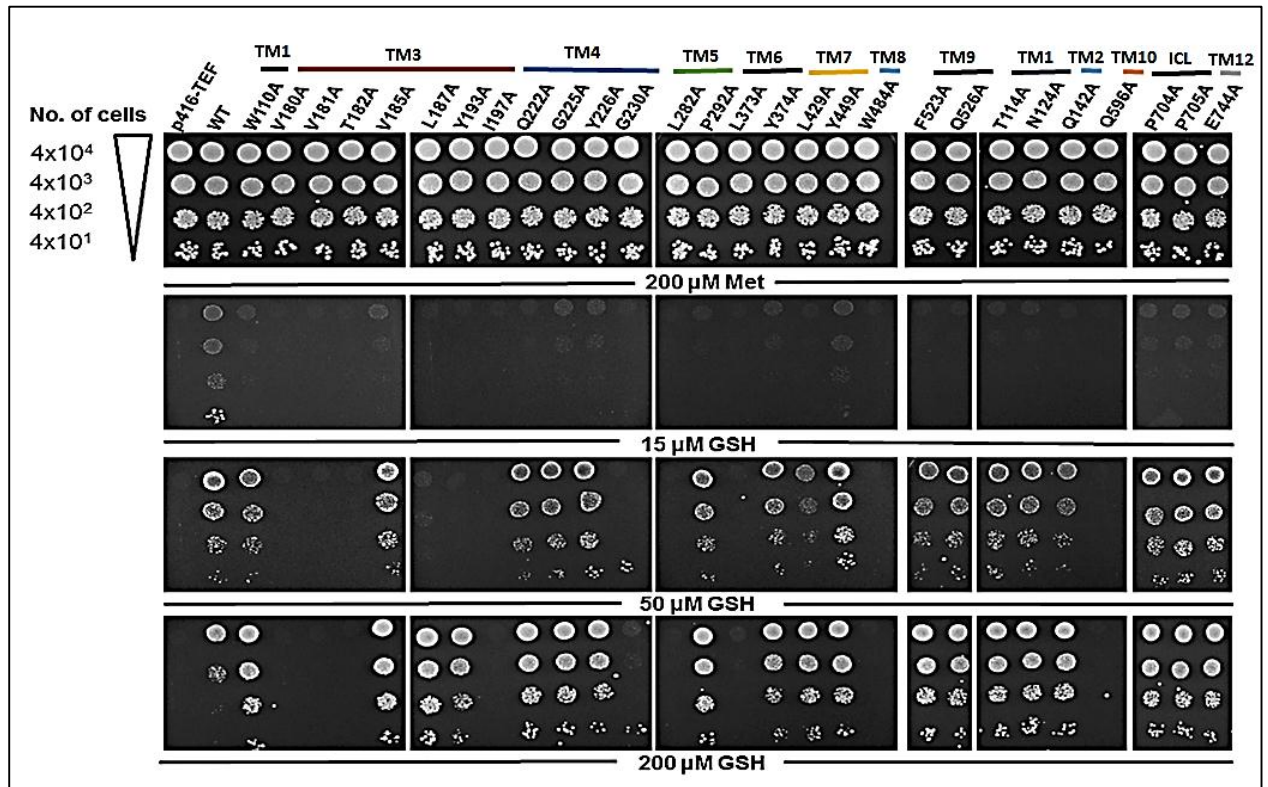 TM1 TM3 TM4 TM5 TM6 TM7 TM8 TM9 TM1 TM2 TM10 ICL TM12
p416-TEF WT W110A V180A V181A T182A V185A L187A Y193A I197A Q222A G225A Y226A G230A L282A P292A L373A Y374A L429A Y449A W484A F523A Q526A T114A N124A Q142A Q596A P704A P705A E744A
No. of cells
4x10⁴
4x10³
4x10²
4x10¹
200 µM Met
15 µM GSH
50 µM GSH
200 µM GSH